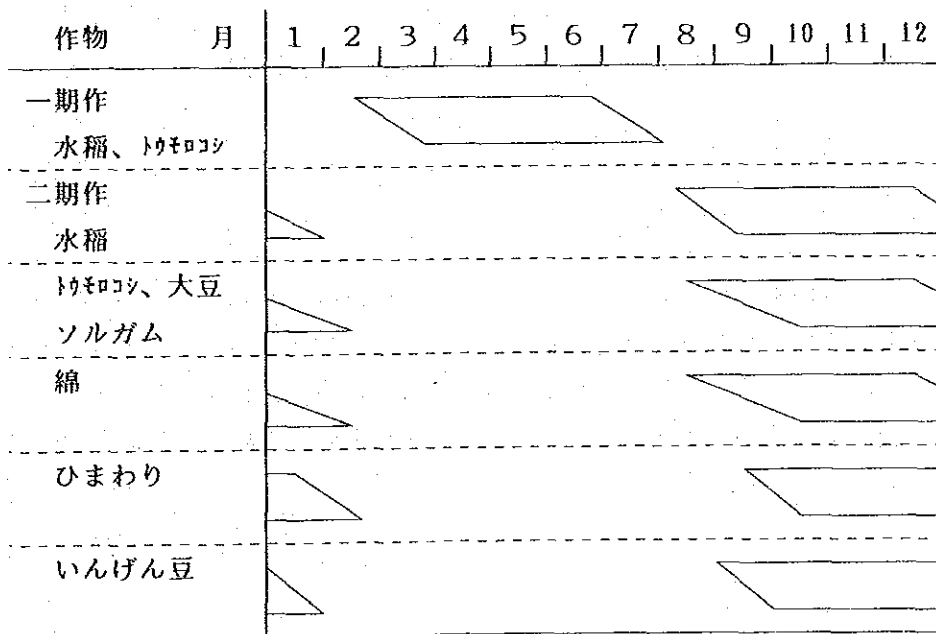 作物 月 1 2 3 4 5 6 7 8 9 10 11 12
一期作
水稲、ﾄｳﾓﾛｺｼ
二期作
水稲
ﾄｳﾓﾛｺｼ、大豆
ソルガム
綿
ひまわり
いんげん豆